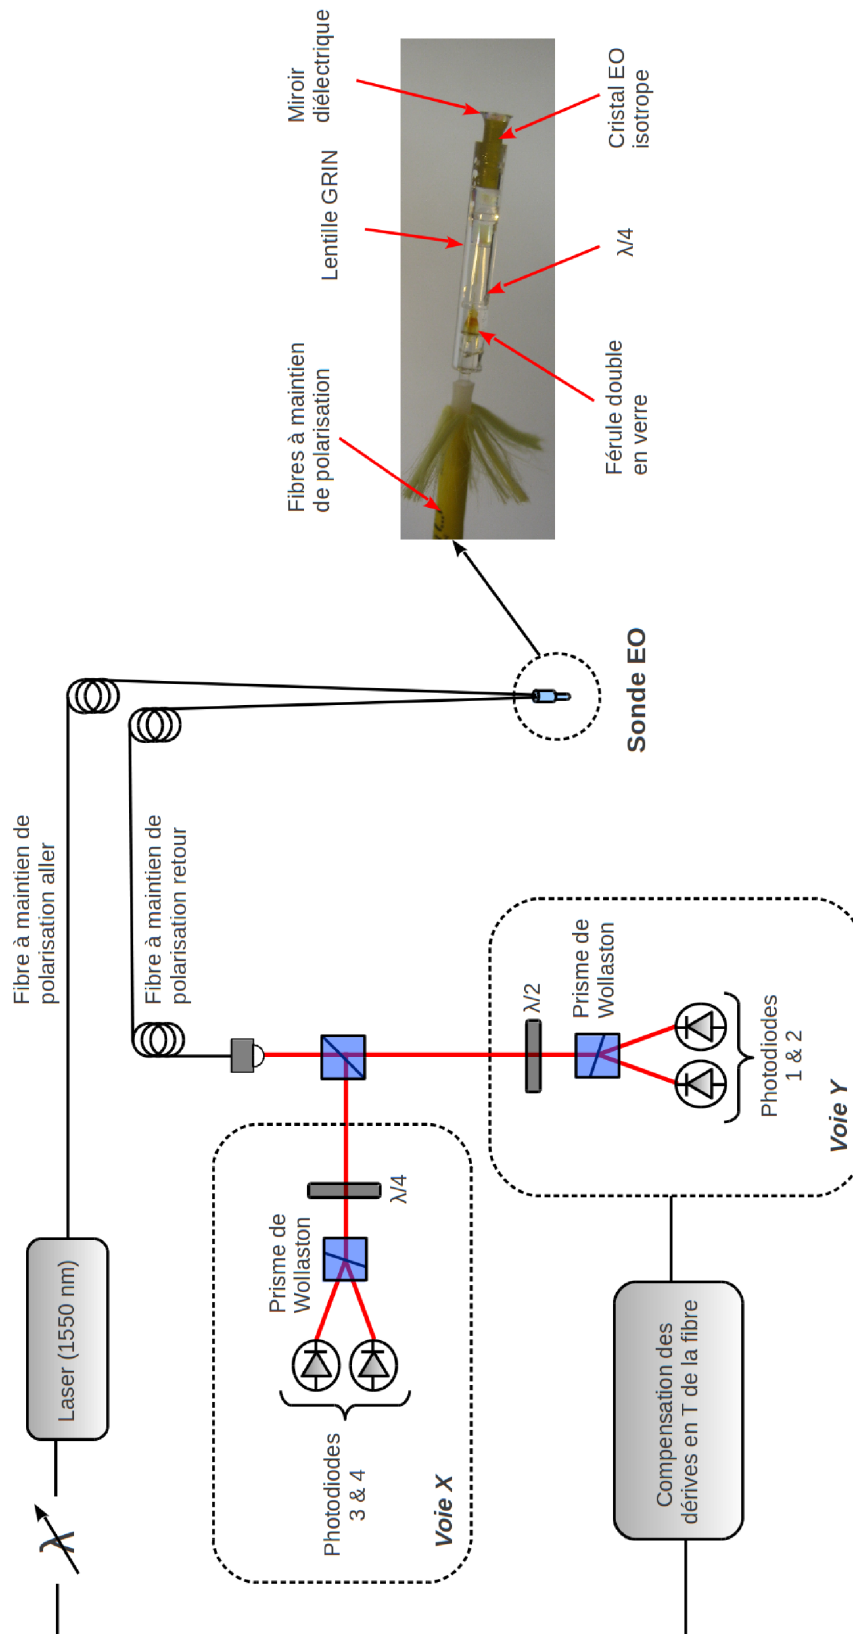 Fibre à maintien de
polarisation aller
Fibre à maintien de
polarisation retour
Laser (1550 nm)
λ
Fibres à maintien
de polarisation
Lentille GRIN
Miroir
diélectrique
Férule double
en verre
λ/4
Cristal EO
isotrope
Sonde EO
λ/4
Prisme de
Wollaston
Photodiodes
3 & 4
Voie X
λ/2
Prisme de
Wollaston
Photodiodes
1 & 2
Voie Y
Compensation des
dérives en T de la fibre